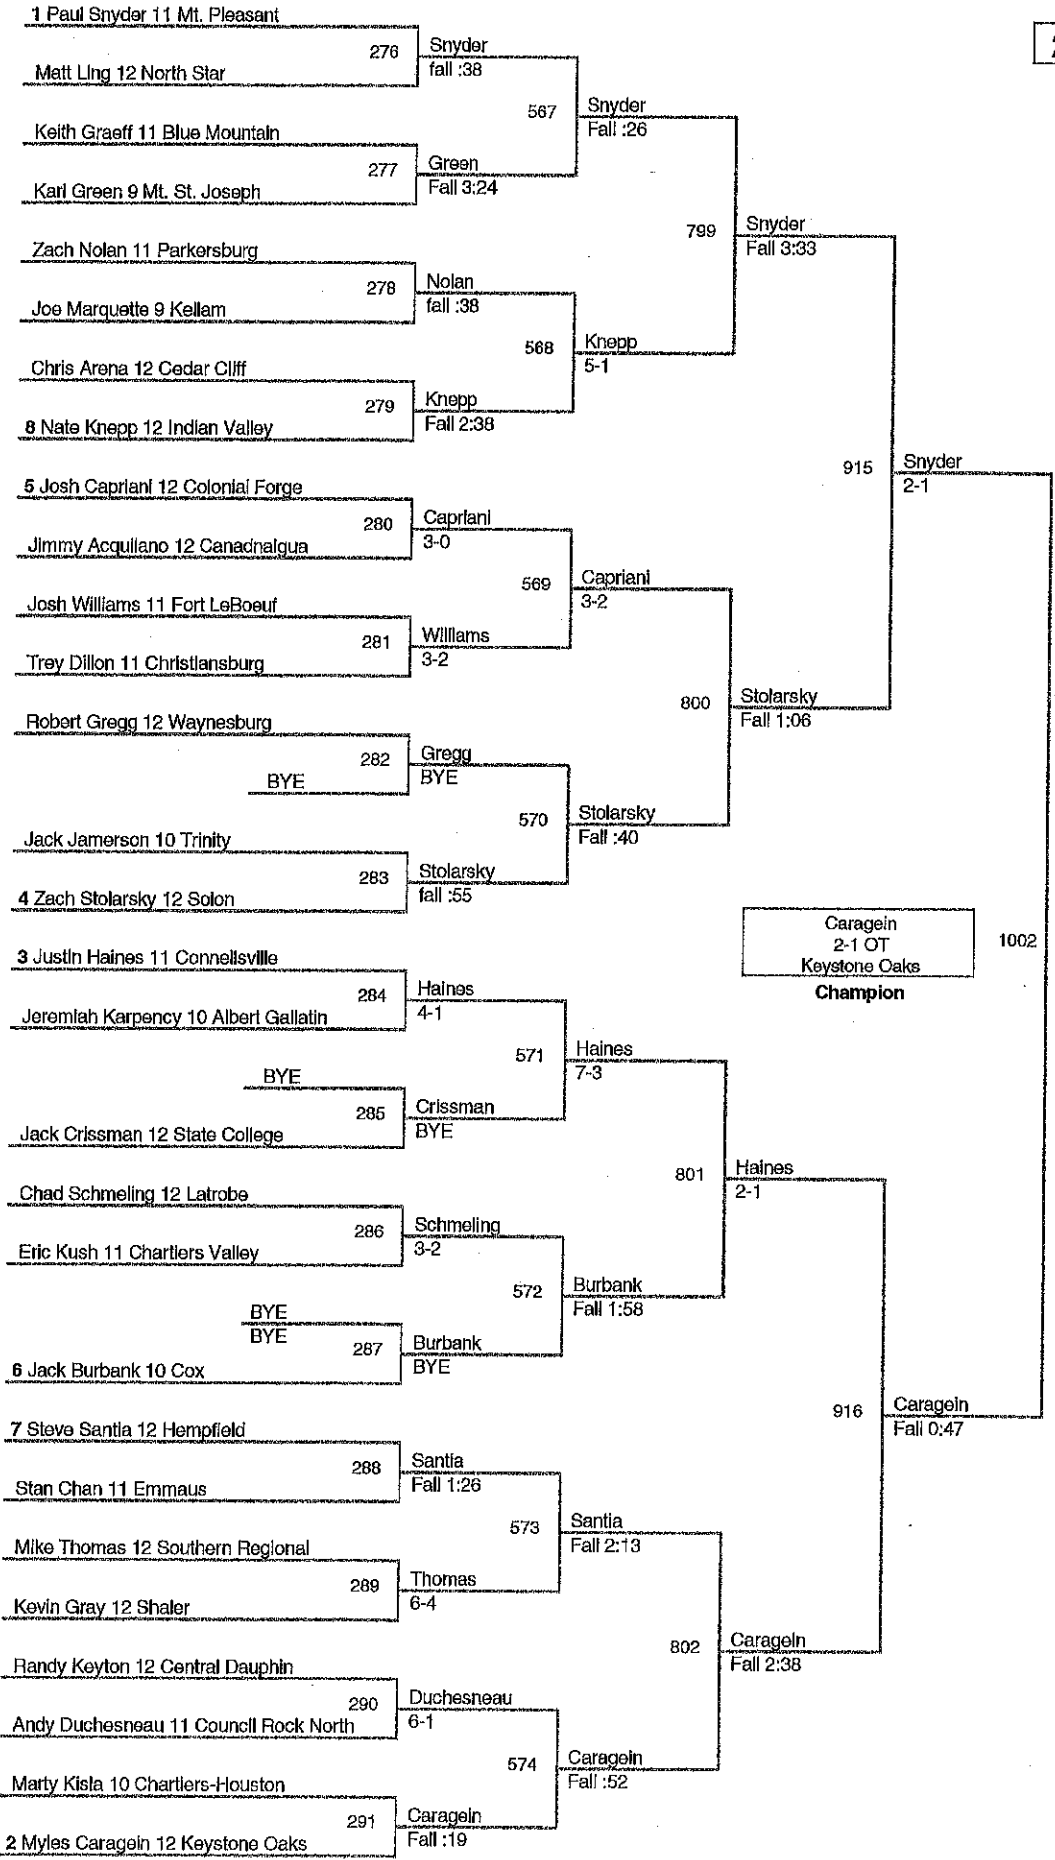 1 Paul Snyder 11 Mt. Pleasant
276
Snyder
fall :38
Matt Ling 12 North Star
567
Snyder
Fall :26
Keith Graeff 11 Blue Mountain
277
Green
Fall 3:24
Karl Green 9 Mt. St. Joseph
799
Snyder
Fall 3:33
Zach Nolan 11 Parkersburg
278
Nolan
fall :38
Joe Marquette 9 Kellam
568
Knepp
5-1
Chris Arena 12 Cedar Cliff
279
Knepp
Fall 2:38
8 Nate Knepp 12 Indian Valley
915
Snyder
2-1
5 Josh Capriani 12 Colonial Forge
280
Capriani
3-0
Jimmy Acquilano 12 Canadnaigua
569
Capriani
3-2
Josh Williams 11 Fort LeBoeuf
281
Williams
3-2
Trey Dillon 11 Christiansburg
800
Stolarsky
Fall 1:06
Robert Gregg 12 Waynesburg
282
Gregg
BYE
BYE
570
Stolarsky
Fall :40
Jack Jamerson 10 Trinity
283
Stolarsky
fall :55
4 Zach Stolarsky 12 Solon
Caragein
2-1 OT
Keystone Oaks
Champion
1002
3 Justin Haines 11 Connellsville
284
Haines
4-1
Jeremiah Karpency 10 Albert Gallatin
571
Haines
7-3
BYE
285
Crissman
BYE
Jack Crissman 12 State College
801
Haines
2-1
Chad Schmeling 12 Latrobe
286
Schmeling
3-2
Eric Kush 11 Chartiers Valley
572
Burbank
Fall 1:58
BYE
BYE
287
Burbank
BYE
6 Jack Burbank 10 Cox
916
Caragein
Fall 0:47
7 Steve Santia 12 Hempfield
288
Santia
Fall 1:26
Stan Chan 11 Emmaus
573
Santia
Fall 2:13
Mike Thomas 12 Southern Regional
289
Thomas
6-4
Kevin Gray 12 Shaler
802
Caragein
Fall 2:38
Randy Keyton 12 Central Dauphin
290
Duchesneau
6-1
Andy Duchesneau 11 Council Rock North
574
Caragein
Fall :52
Marty Kisla 10 Chartiers-Houston
291
Caragein
Fall :19
2 Myles Caragein 12 Keystone Oaks